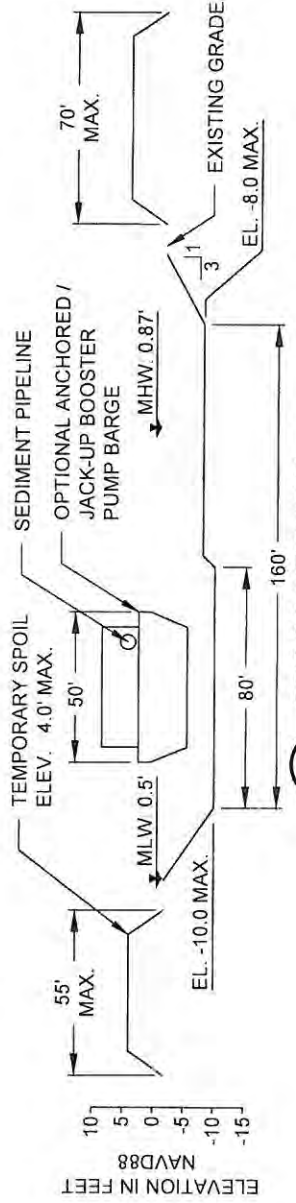 TEMPORARY SPOIL
ELEV. 4.0' MAX.
SEDIMENT PIPELINE
OPTIONAL ANCHORED /
JACK-UP BOOSTER
PUMP BARGE
55'
MAX.
50'
70'
MAX.
MLW: 0.5'
MHW: 0.87'
EXISTING GRADE
1
3
EL. -10.0 MAX.
EL. -8.0 MAX.
80'
160'
ELEVATION IN FEET
NAVD88
10
5
0
-5
-10
-15